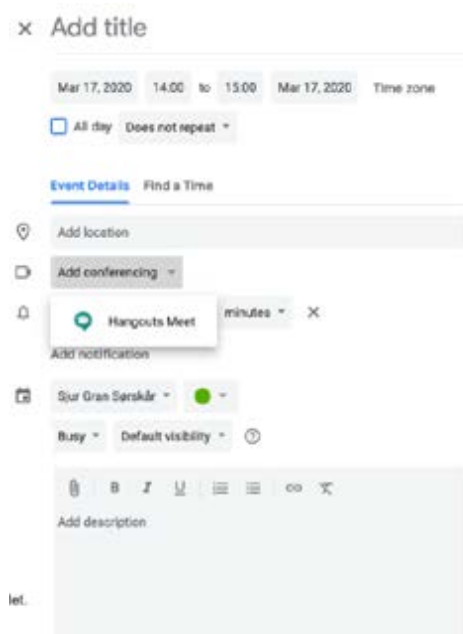 × Add title
Mar 17, 2020 14:00 to 15:00 Mar 17, 2020 Time zone
All day Does not repeat
Event Details Find a Time
Add location
Add conferencing
Hangouts Meet minutes ×
Add notification
Sjur Gran Sørskår
Busy Default visibility ?
B I U
Add description
let.